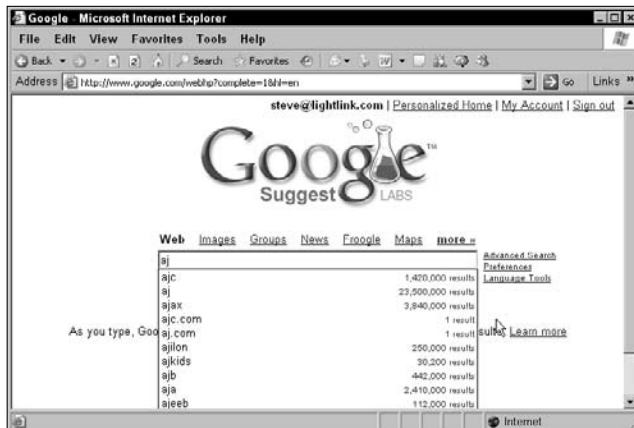 Google - Microsoft Internet Explorer
File Edit View Favorites Tools Help
Back Search Favorites
Address http://www.google.com/webhp?complete=1&hl=en Go Links »
steve@lightlink.com | Personalized Home | My Account | Sign out
Google™
Suggest LABS
Web Images Groups News Froogle Maps more »
aj
Advanced Search
Preferences
Language Tools
ajc 1,420,000 results
aj 23,500,000 results
ajax 3,840,000 results
ajc.com 1 result
As you type, Goo
aj.com 1 result
Learn more
ajilon 250,000 results
ajkids 30,200 results
ajb 442,000 results
aja 2,410,000 results
ajeeb 112,000 results
Internet